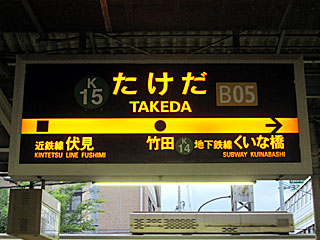 K
15
たけだ
TAKEDA
B05
近鉄線 伏見
KINTETSU LINE FUSHIMI
竹田
K
14
地下鉄線 くいな橋
SUBWAY KUINABASHI